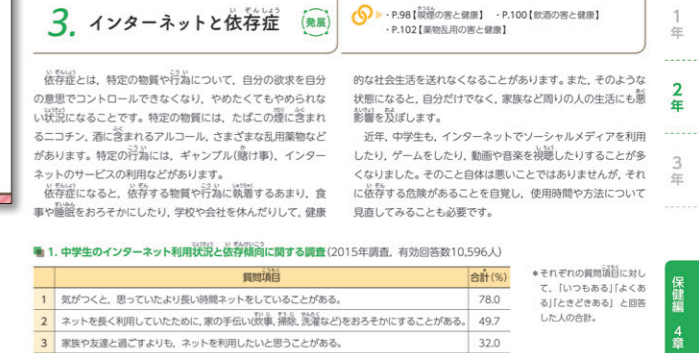 3. インターネットと依存症 (発展)
・P.98【喫煙の害と健康】 ・P.100【飲酒の害と健康】
・P.102【薬物乱用の害と健康】
依存症とは，特定の物質や行為について，自分の欲求を自分
の意思でコントロールできなくなり，やめたくてもやめられな
い状況になることです。特定の物質には，たばこの煙に含まれ
るニコチン，酒に含まれるアルコール，さまざまな乱用薬物など
があります。特定の行為には，ギャンブル(賭け事)，インター
ネットのサービスの利用などがあります。
依存症になると，依存する物質や行為に執着するあまり，食
事や睡眠をおろそかにしたり，学校や会社を休んだりして，健康
的な社会生活を送れなくなることがあります。また，そのような
状態になると，自分だけでなく，家族など周りの人の生活にも悪
影響を及ぼします。
近年，中学生も，インターネットでソーシャルメディアを利用
したり，ゲームをしたり，動画や音楽を視聴したりすることが多
くなりました。そのこと自体は悪いことではありませんが，それ
に依存する危険があることを自覚し，使用時間や方法について
見直してみることも必要です。
1. 中学生のインターネット利用状況と依存傾向に関する調査(2015年調査，有効回答数10,596人)
質問項目 合計*(%)
1 気がつくと，思っていたより長い時間ネットをしていることがある。 78.0
2 ネットを長く利用していたために，家の手伝い(炊事，掃除，洗濯など)をおろそかにすることがある。 49.7
3 家族や友達と過ごすよりも，ネットを利用したいと思うことがある。 32.0
*それぞれの質問項目に対し
て，「いつもある」「よくあ
る」「ときどきある」と回答
した人の合計。
1
年
2
年
3
年
保健編 4章